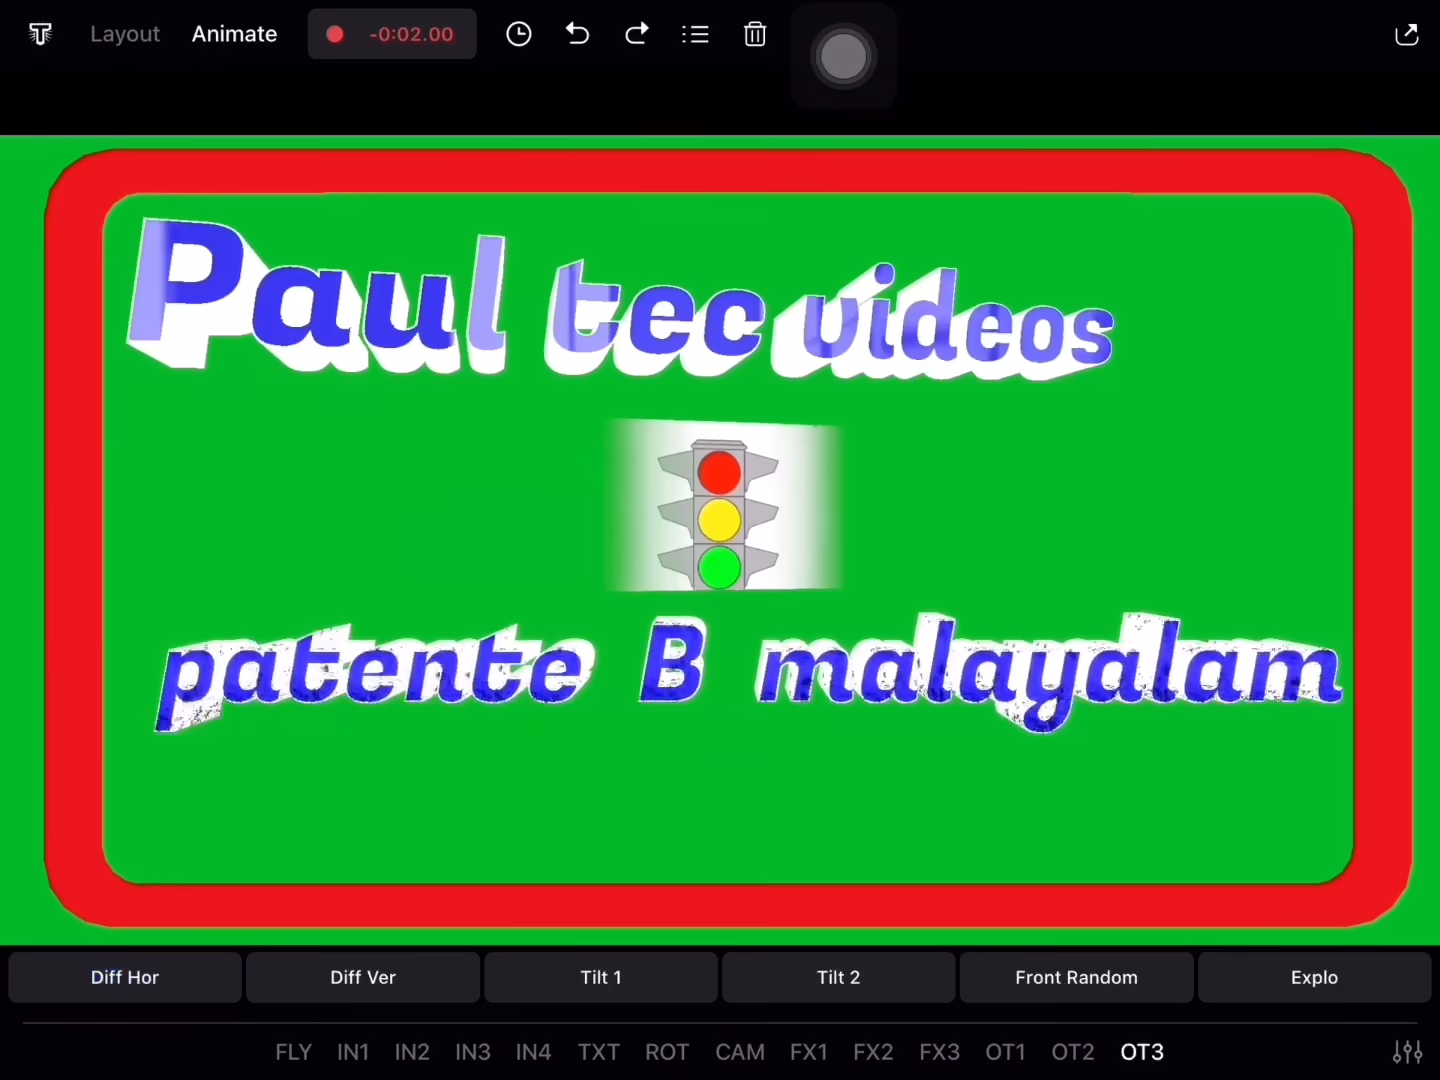 Layout Animate -0:02.00
Paul tec videos
patente B malayalam
Diff Hor Diff Ver Tilt 1 Tilt 2 Front Random Explo
FLY IN1 IN2 IN3 IN4 TXT ROT CAM FX1 FX2 FX3 OT1 OT2 OT3